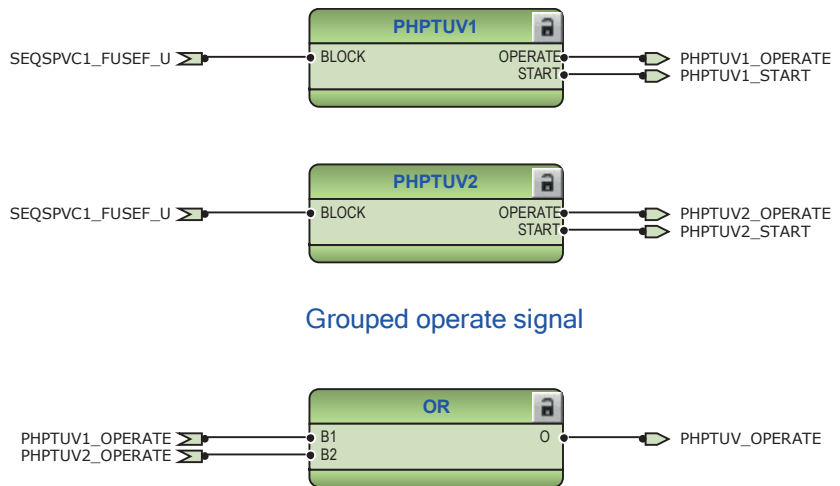 PHPTUV1
SEQSPVC1_FUSEF_U
BLOCK
OPERATE
START
PHPTUV1_OPERATE
PHPTUV1_START
PHPTUV2
SEQSPVC1_FUSEF_U
BLOCK
OPERATE
START
PHPTUV2_OPERATE
PHPTUV2_START
Grouped operate signal
OR
PHPTUV1_OPERATE
PHPTUV2_OPERATE
B1
B2
O
PHPTUV_OPERATE